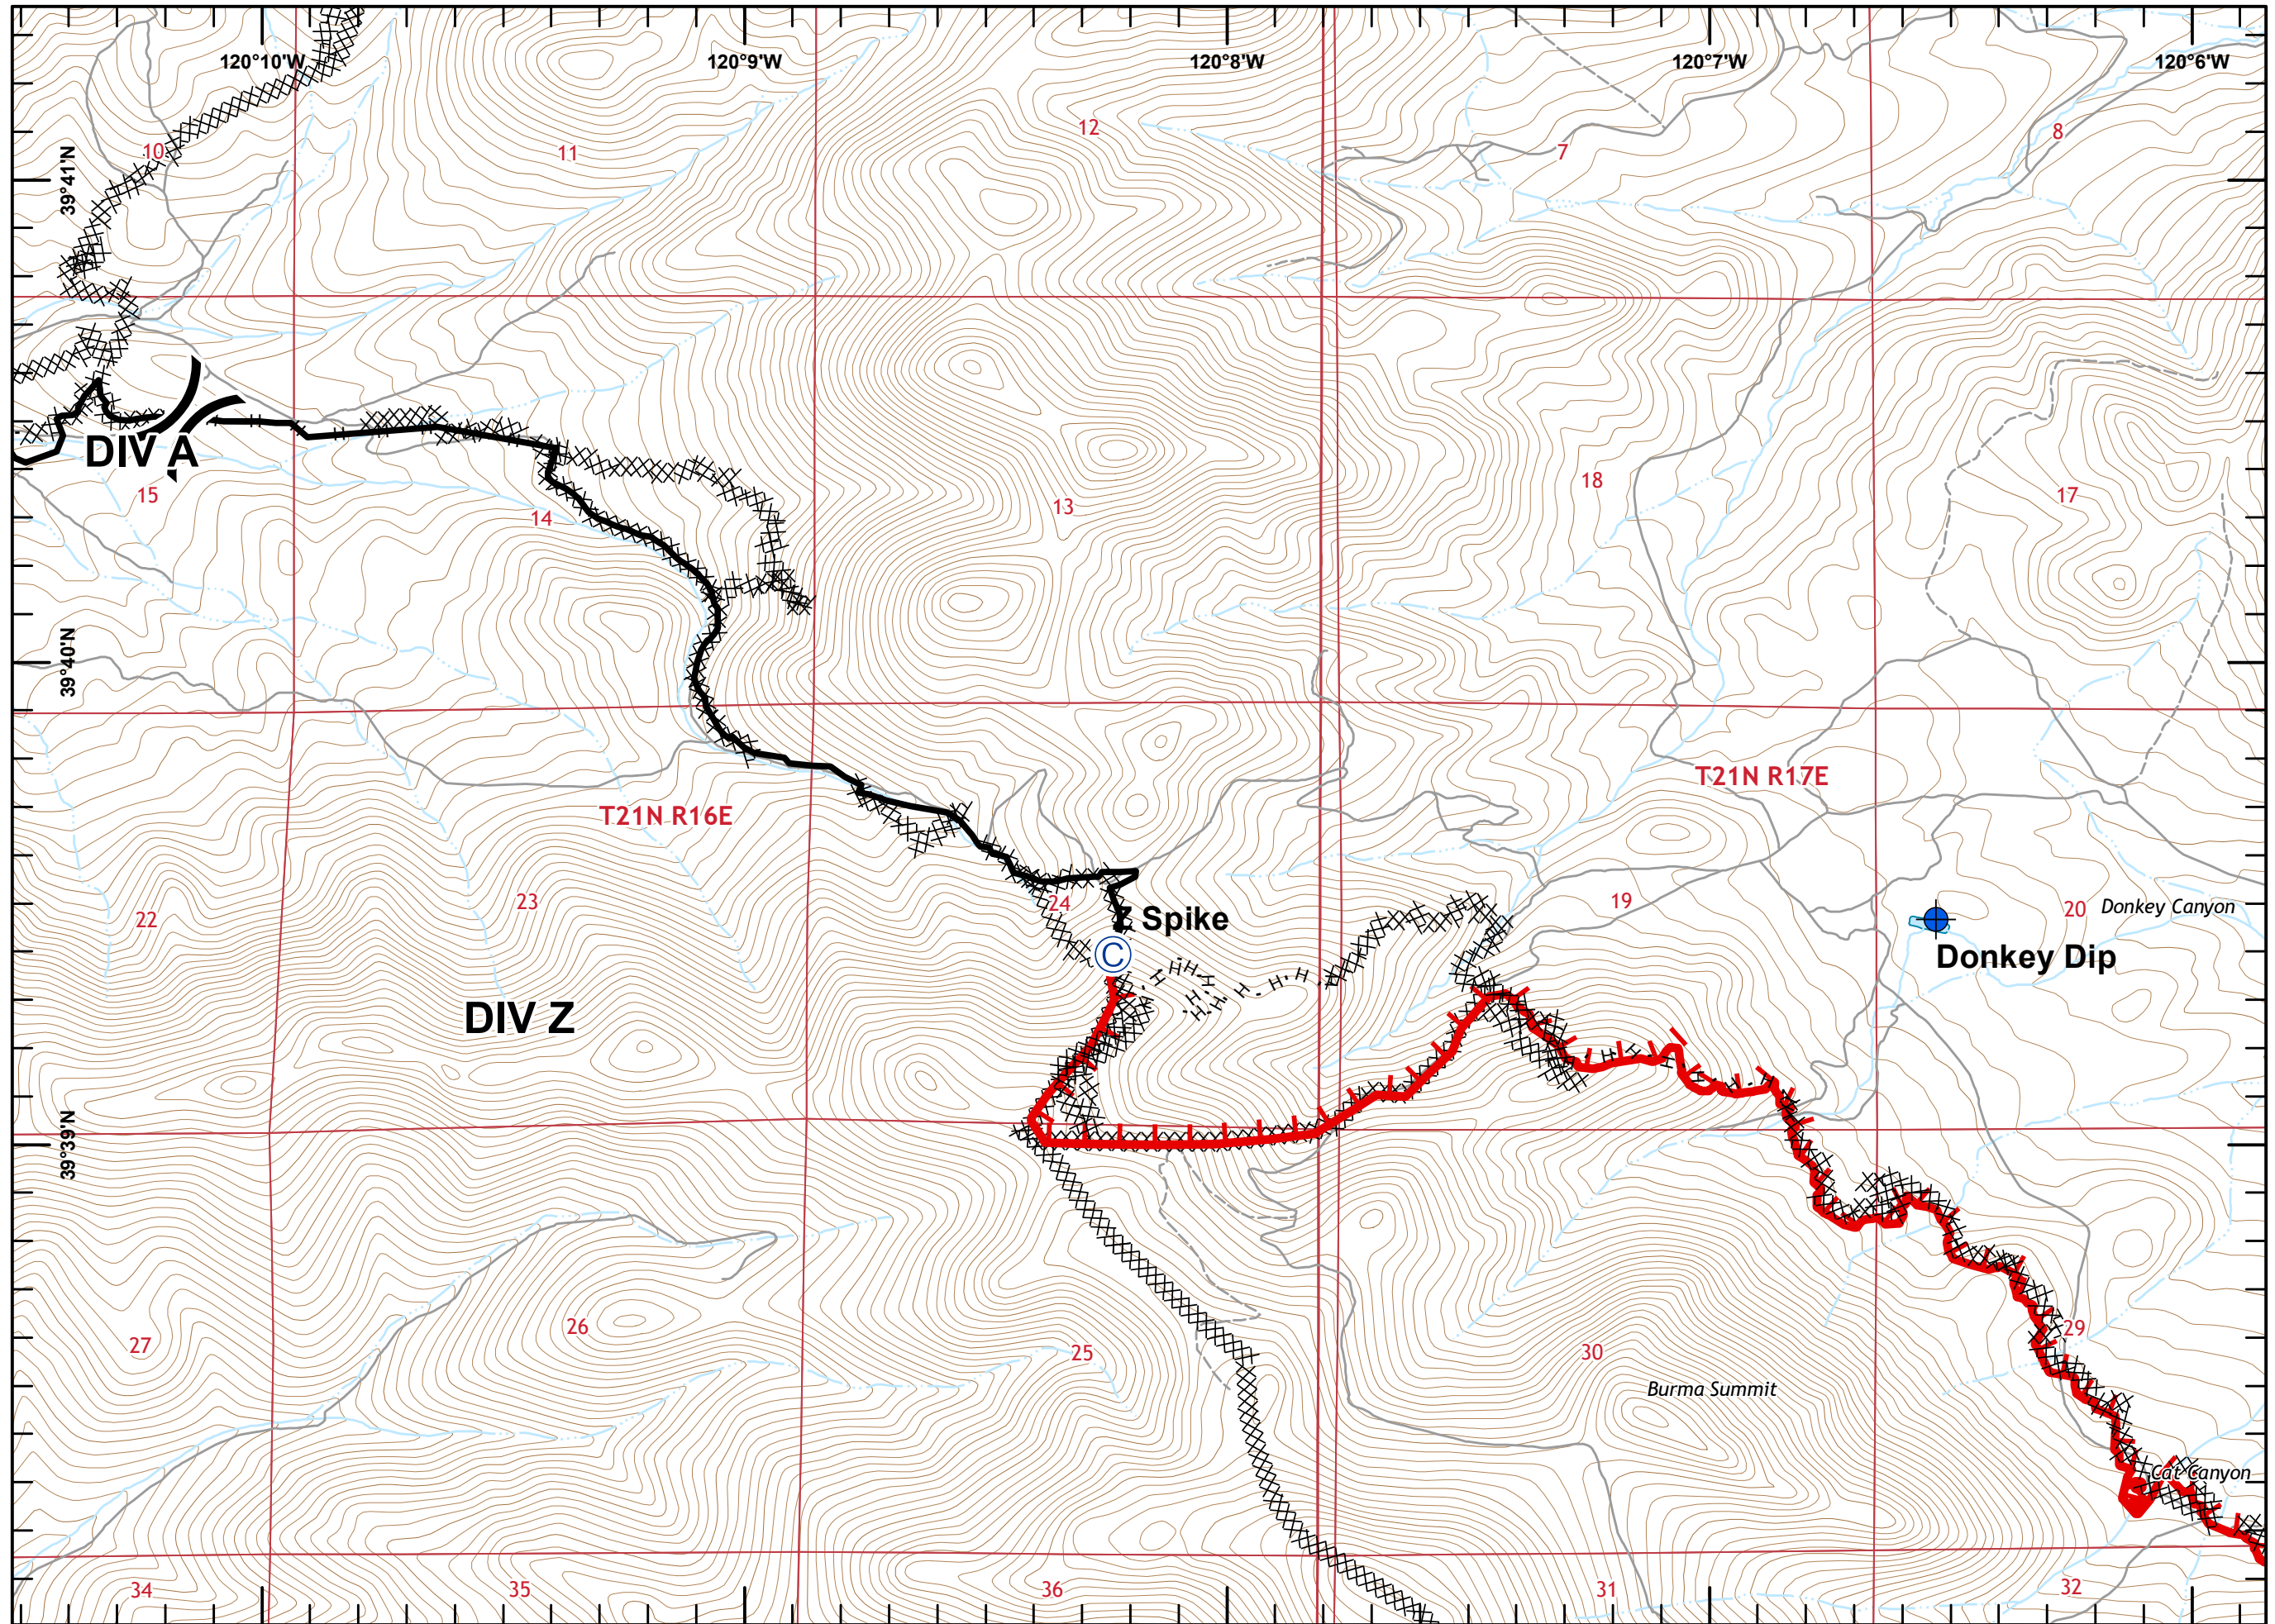 120°10'W
120°9'W
120°8'W
120°7'W
120°6'W
10
11
12
7
8
39°41'N
DIV A
15
14
13
18
17
39°40'N
T21N R16E
T21N R17E
22
23
24
Z Spike
19
20
Donkey Canyon
C
Donkey Dip
DIV Z
H
H
H
H
H
H
H
H
H
39°39'N
27
26
25
30
29
Burma Summit
Cat Canyon
34
35
36
31
32